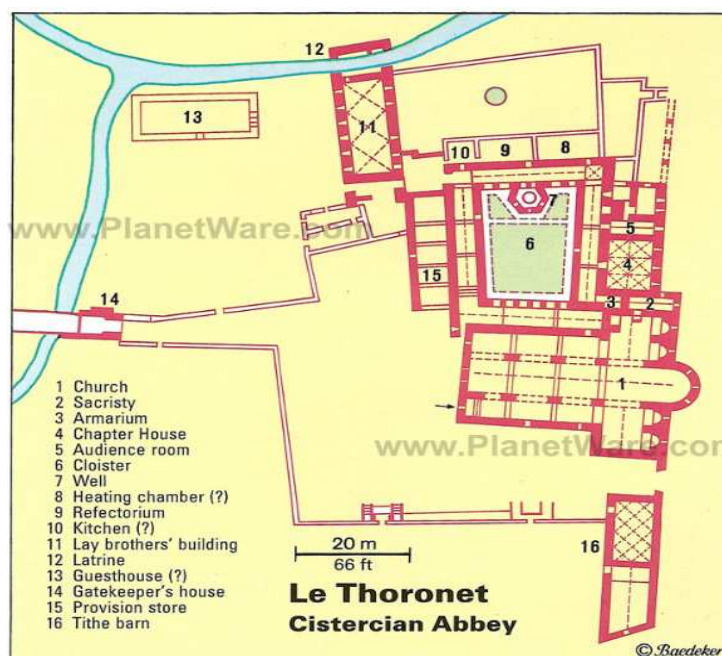 12
13
11
10 9 8
www.PlanetWare.com
7
5
6
4
15
14
3 2
1
1 Church
2 Sacristy
3 Armarium
4 Chapter House
5 Audience room
6 Cloister
7 Well
8 Heating chamber (?)
9 Refectorium
10 Kitchen (?)
11 Lay brothers' building
12 Latrine
13 Guesthouse (?)
14 Gatekeeper's house
15 Provision store
16 Tithe barn
www.PlanetWare.com
16
20 m
66 ft
Le Thoronet
Cistercian Abbey
© Baedeker